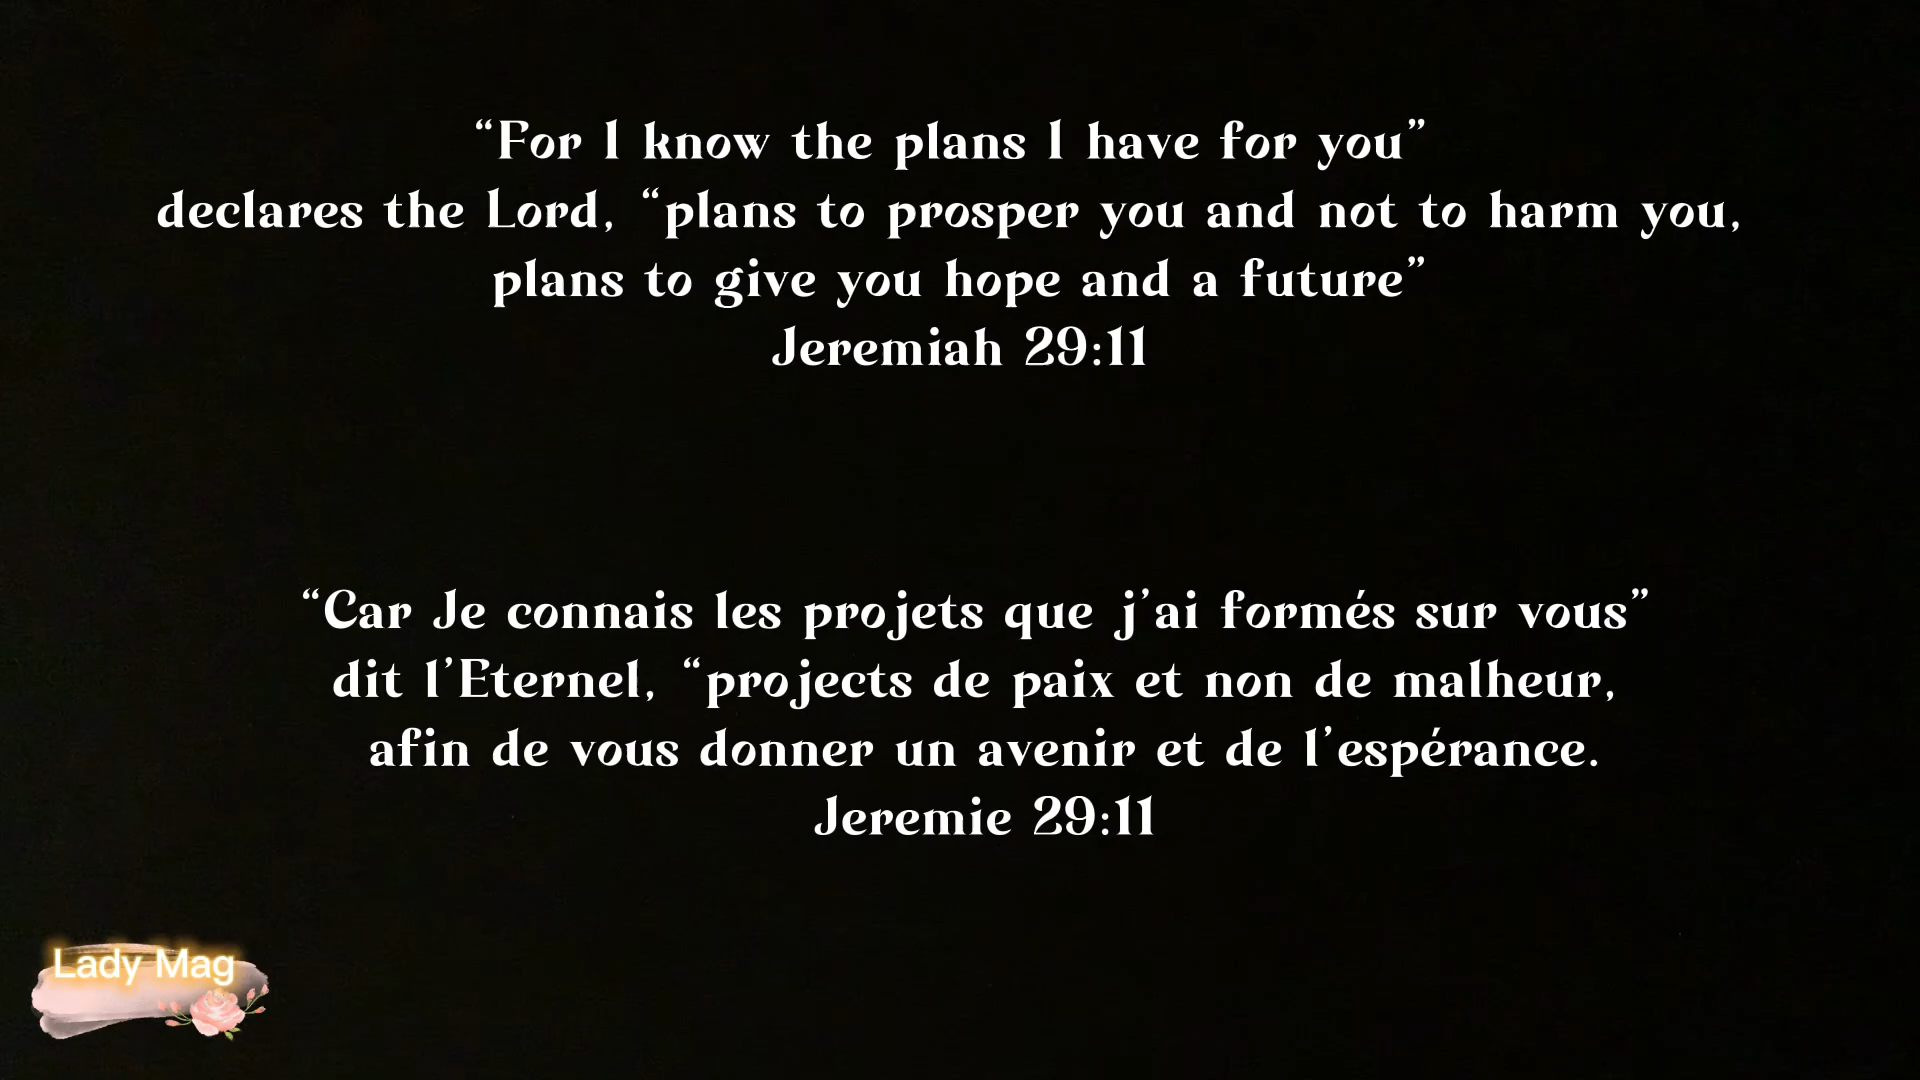 “For I know the plans I have for you”
declares the Lord, “plans to prosper you and not to harm you,
plans to give you hope and a future”
Jeremiah 29:11
“Car Je connais les projets que j’ai formés sur vous”
dit l’Eternel, “projects de paix et non de malheur,
afin de vous donner un avenir et de l’espérance.
Jeremie 29:11
Lady Mag